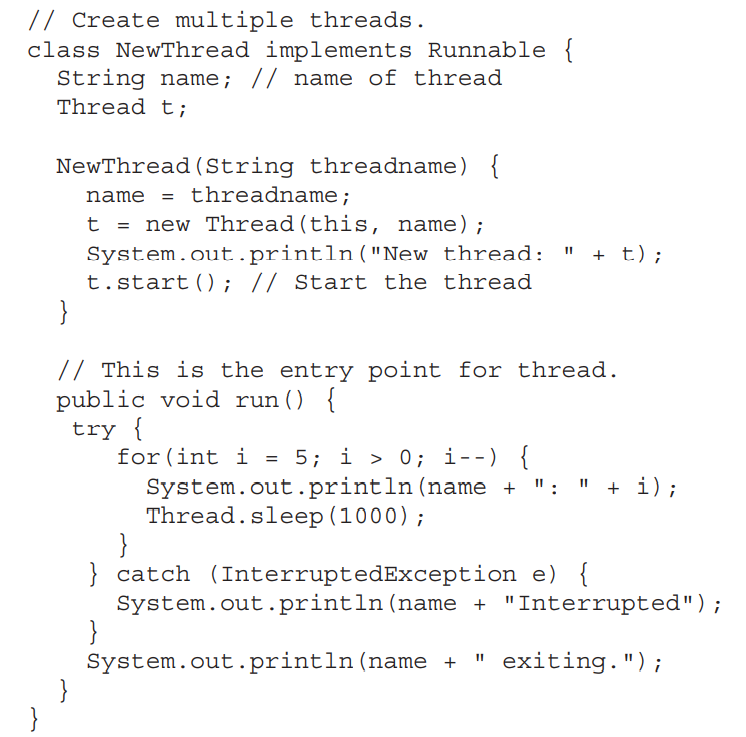 // Create multiple threads.
class NewThread implements Runnable {
  String name; // name of thread
  Thread t;

  NewThread(String threadname) {
    name = threadname;
    t = new Thread(this, name);
    System.out.println("New thread: " + t);
    t.start(); // Start the thread
  }

  // This is the entry point for thread.
  public void run() {
   try {
      for(int i = 5; i > 0; i--) {
        System.out.println(name + ": " + i);
        Thread.sleep(1000);
      }
    } catch (InterruptedException e) {
      System.out.println(name + "Interrupted");
    }
    System.out.println(name + " exiting.");
  }
}